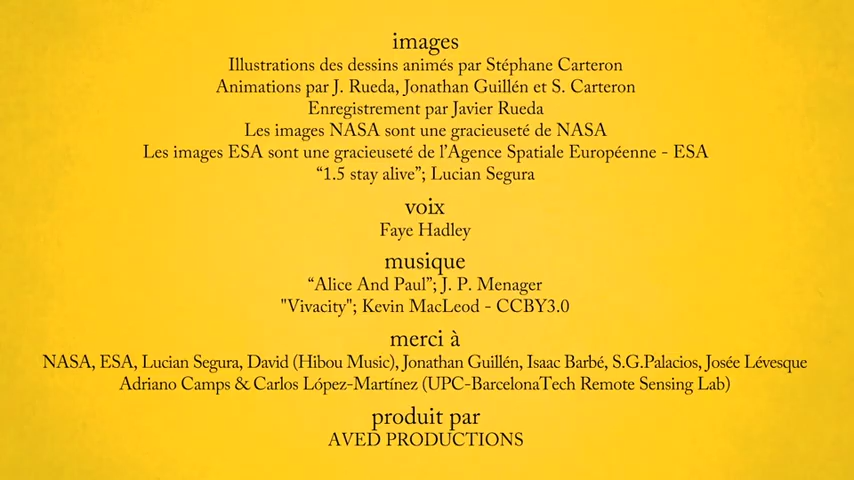 images
Illustrations des dessins animés par Stéphane Carteron
Animations par J. Rueda, Jonathan Guillén et S. Carteron
Enregistrement par Javier Rueda
Les images NASA sont une gracieuseté de NASA
Les images ESA sont une gracieuseté de l’Agence Spatiale Européenne - ESA
“1.5 stay alive”; Lucian Segura
voix
Faye Hadley
musique
“Alice And Paul”; J. P. Menager
"Vivacity"; Kevin MacLeod - CCBY3.0
merci à
NASA, ESA, Lucian Segura, David (Hibou Music), Jonathan Guillén, Isaac Barbé, S.G.Palacios, Josée Lévesque
Adriano Camps & Carlos López-Martínez (UPC-BarcelonaTech Remote Sensing Lab)
produit par
AVED PRODUCTIONS